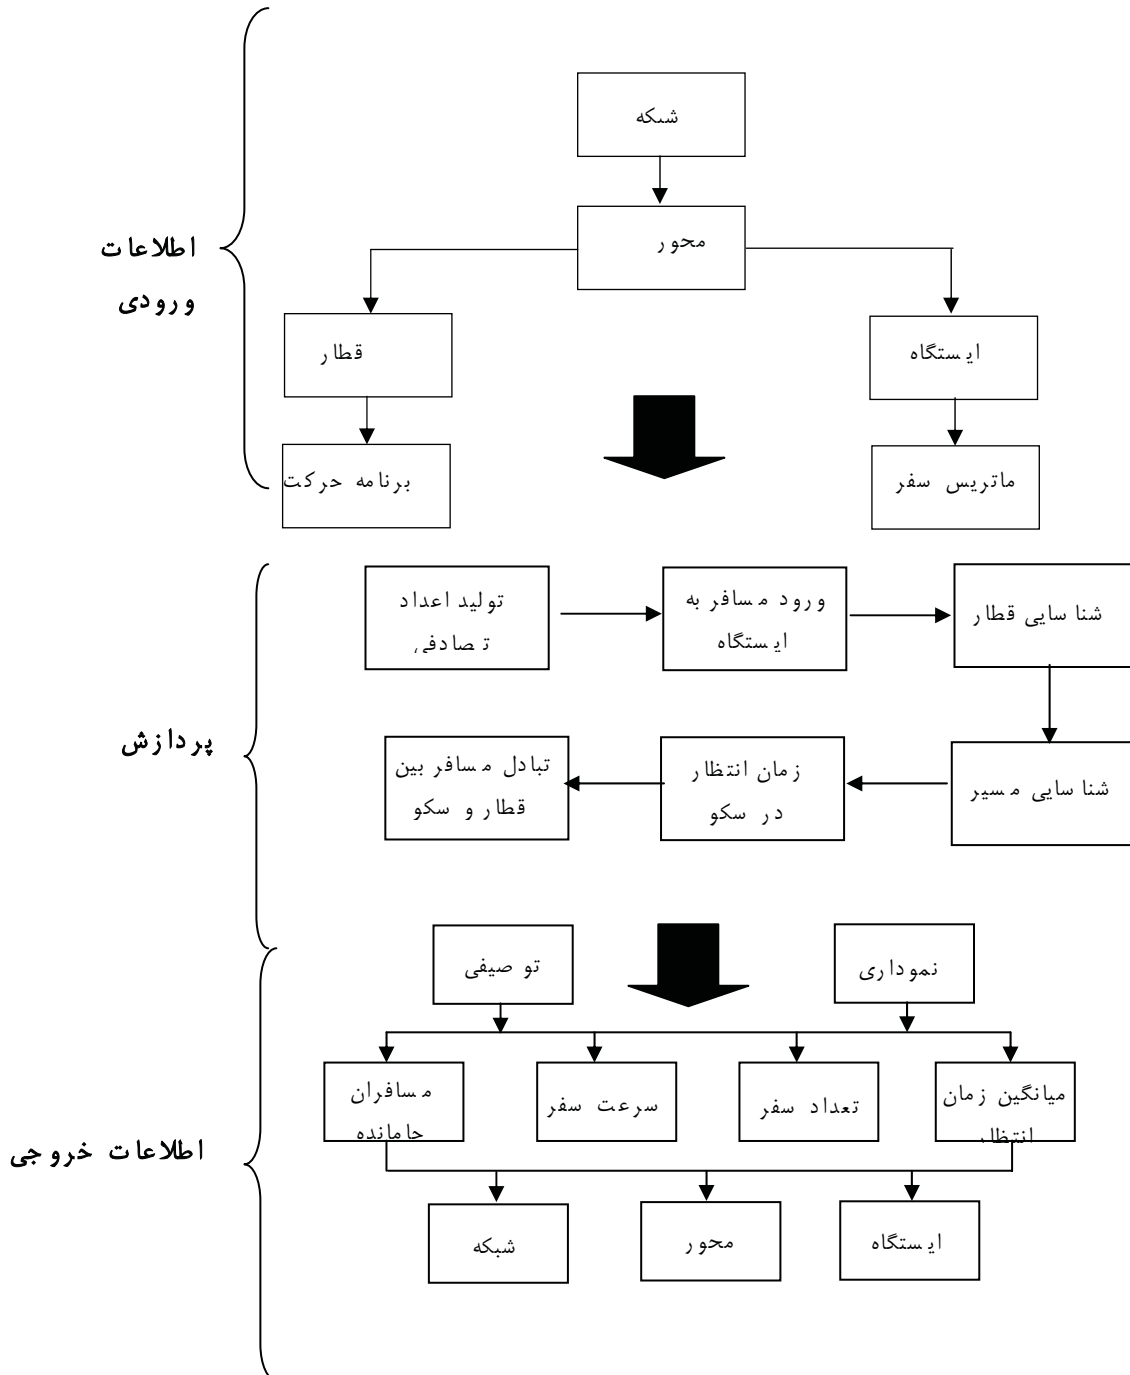 شبکه
محور
اطلاعات
ورودی
قطار
ایستگاه
برنامه حرکت
ماتریس سفر
تولید اعداد
تصادفی
ورود مسافر به
ایستگاه
شناسایی قطار
پردازش
تبادل مسافر بین
قطار و سکو
زمان انتظار
در سکو
شناسایی مسیر
توصیفی
نموداری
مسافران
جامانده
سرعت سفر
تعداد سفر
میانگین زمان
انتظار
اطلاعات خروجی
شبکه
محور
ایستگاه